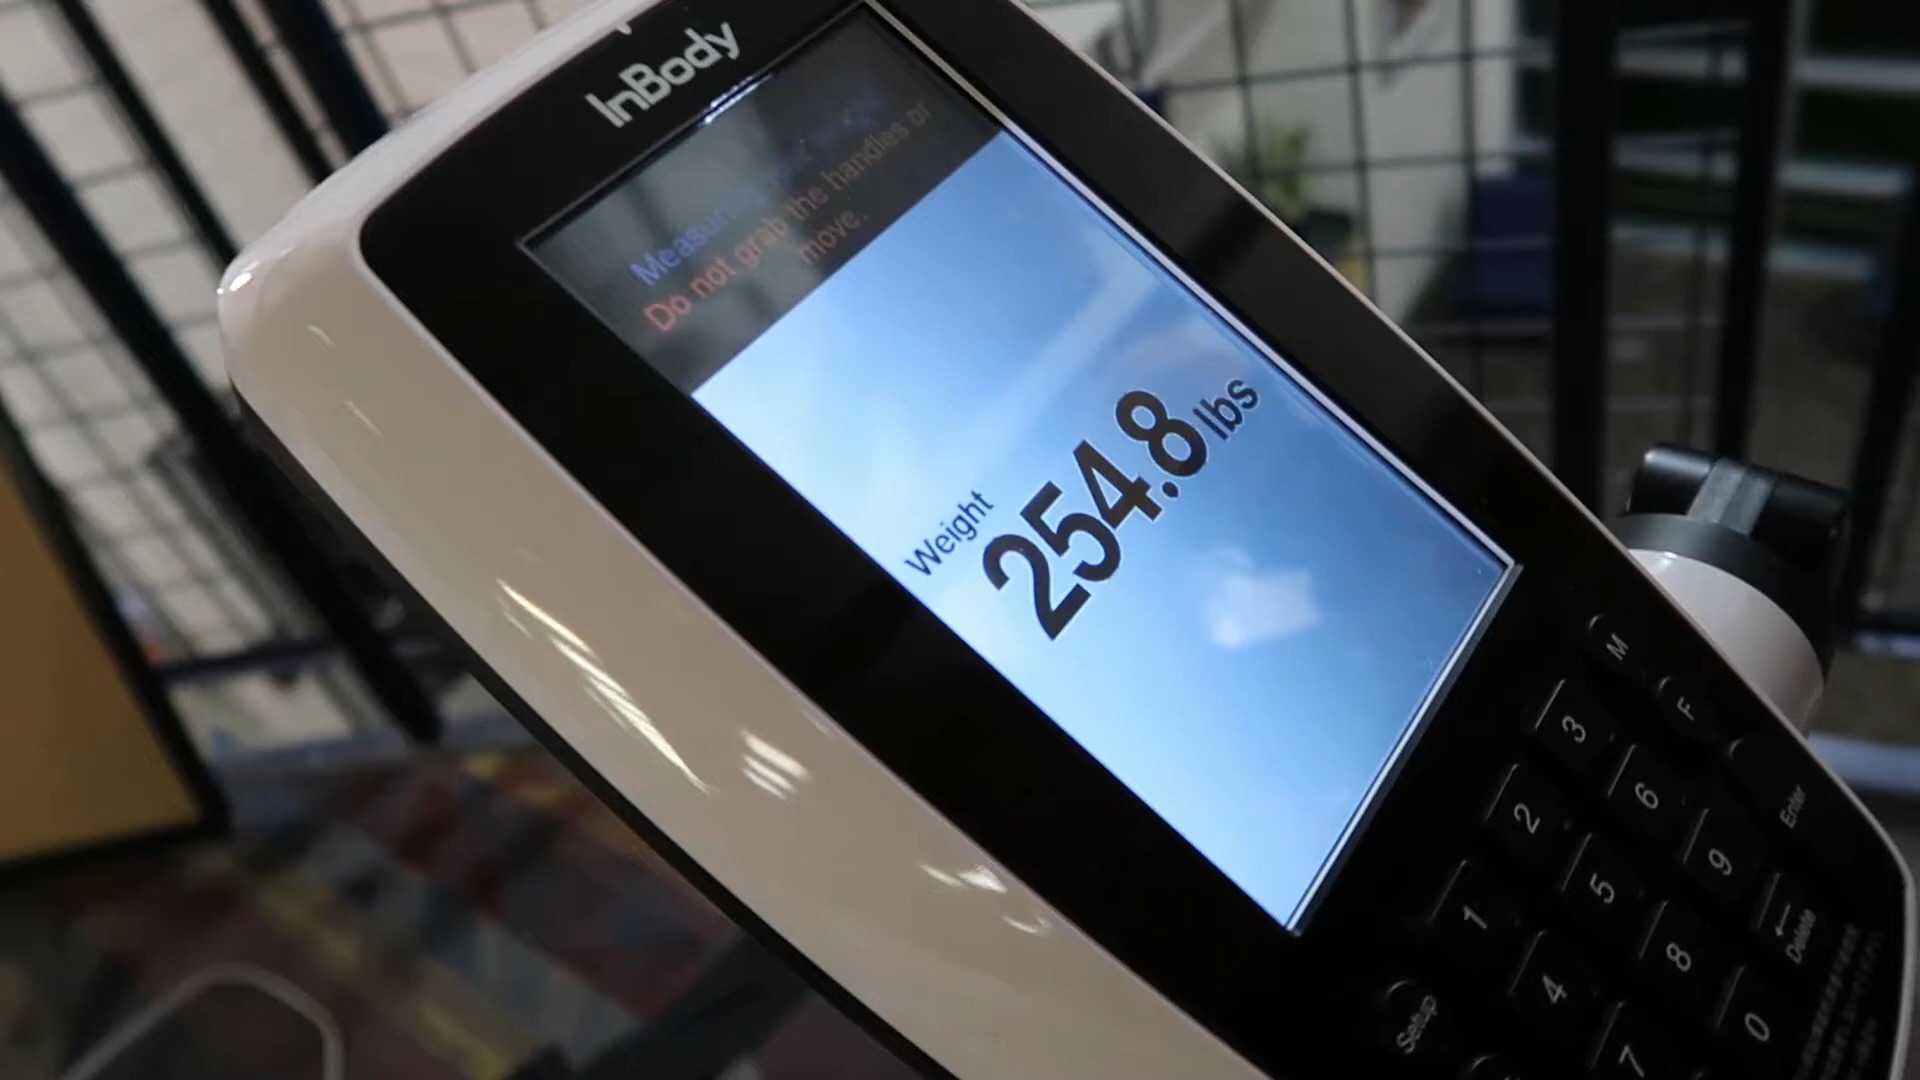 InBody
Do not grab the handles or
move.
Weight
254.8 lbs
M
F
3
6
9
Enter
2
5
8
Delete
1
4
7
0
Setup